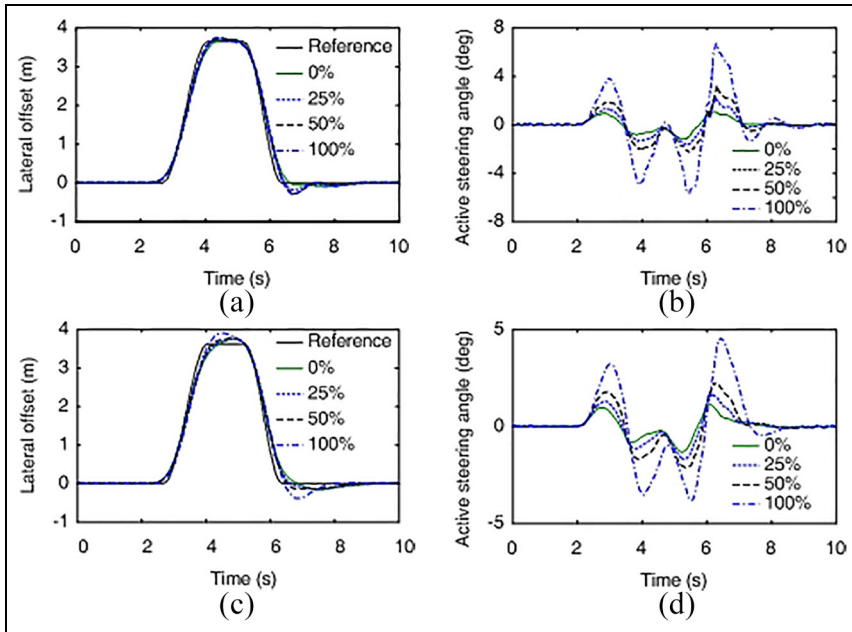 4
3
2
1
0
-1
Lateral offset (m)
Reference
0%
25%
50%
100%
0 2 4 6 8 10
Time (s)
(a)
8
4
0
-4
-8
Active steering angle (deg)
0%
25%
50%
100%
0 2 4 6 8 10
Time (s)
(b)
4
3
2
1
0
-1
Lateral offset (m)
Reference
0%
25%
50%
100%
0 2 4 6 8 10
Time (s)
(c)
5
0
-5
Active steering angle (deg)
0%
25%
50%
100%
0 2 4 6 8 10
Time (s)
(d)